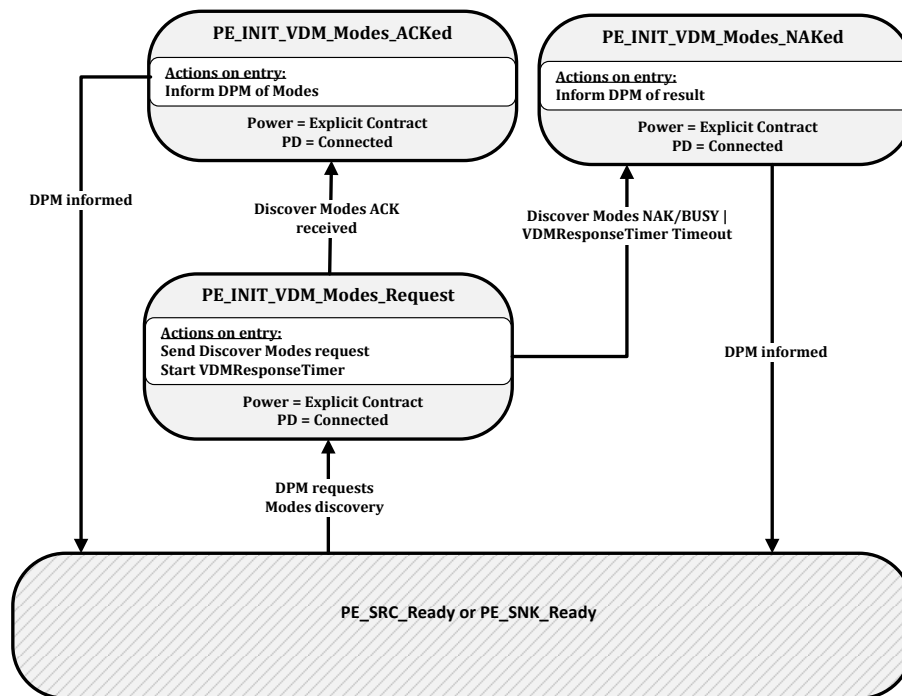 PE_INIT_VDM_Modes_ACKed
Actions on entry:
Inform DPM of Modes
Power = Explicit Contract
PD = Connected
PE_INIT_VDM_Modes_NAKed
Actions on entry:
Inform DPM of result
Power = Explicit Contract
PD = Connected
DPM informed
Discover Modes ACK
received
Discover Modes NAK/BUSY |
VDMResponseTimer Timeout
PE_INIT_VDM_Modes_Request
Actions on entry:
Send Discover Modes request
Start VDMResponseTimer
Power = Explicit Contract
PD = Connected
DPM informed
DPM requests
Modes discovery
PE_SRC_Ready or PE_SNK_Ready